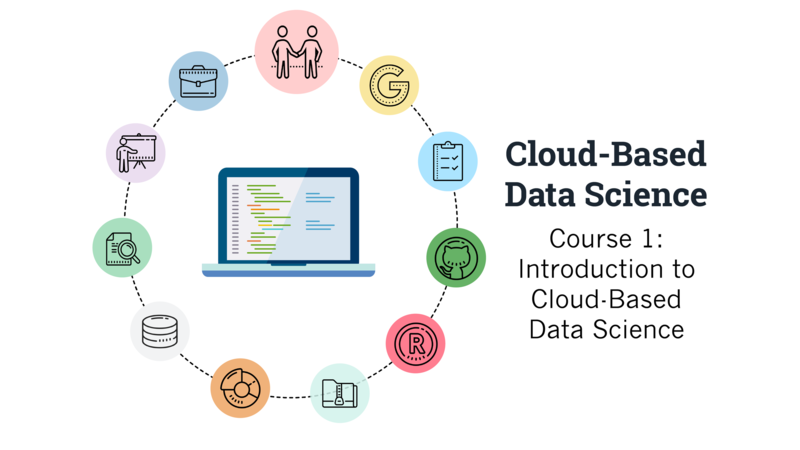 G
Cloud-Based
Data Science
Course 1:
Introduction to
Cloud-Based
Data Science
R